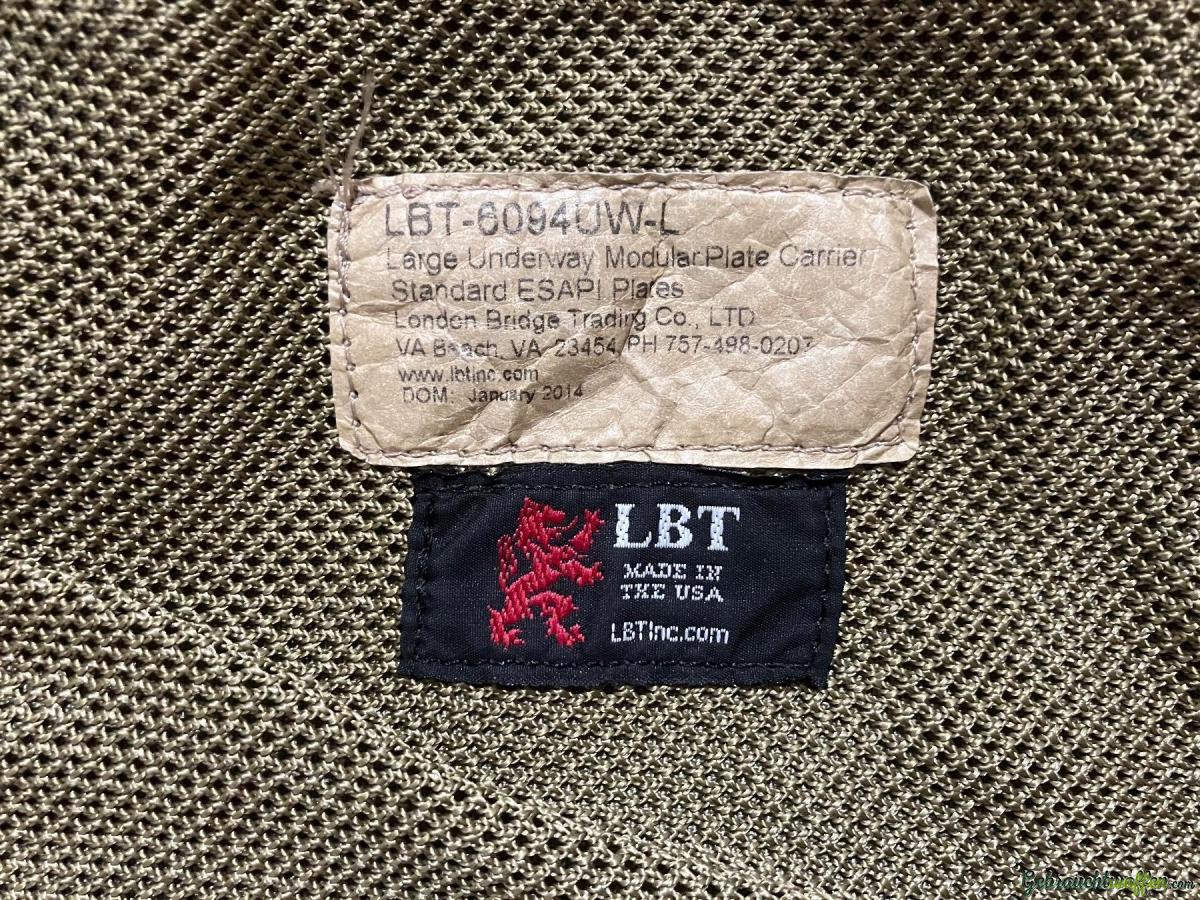 LBT-6094UW-L
Large Underway Modular Plate Carrier
Standard ESAPI Plates
London Bridge Trading Co., LTD
VA Beach, VA 23454 PH 757-498-0207
www.lbtinc.com
DOM: January 2014
LBT
MADE IN
THE USA
LBTInc.com
Gebrauchtwaffen.com